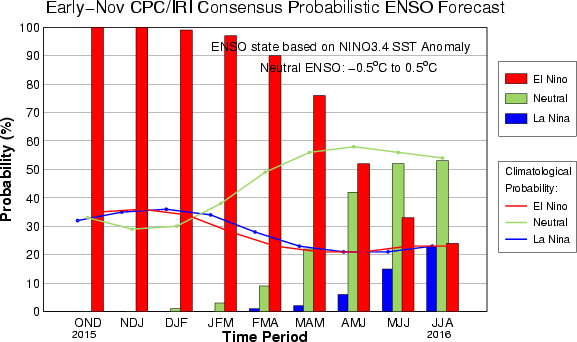 Early-Nov CPC/IRI Consensus Probabilistic ENSO Forecast
ENSO state based on NINO3.4 SST Anomaly
Neutral ENSO: -0.5°C to 0.5°C
Probability (%)
100
90
80
70
60
50
40
30
20
10
0
OND NDJ DJF JFM FMA MAM AMJ MJJ JJA
2015 2016
Time Period
El Nino
Neutral
La Nina
Climatological
Probability:
El Nino
Neutral
La Nina